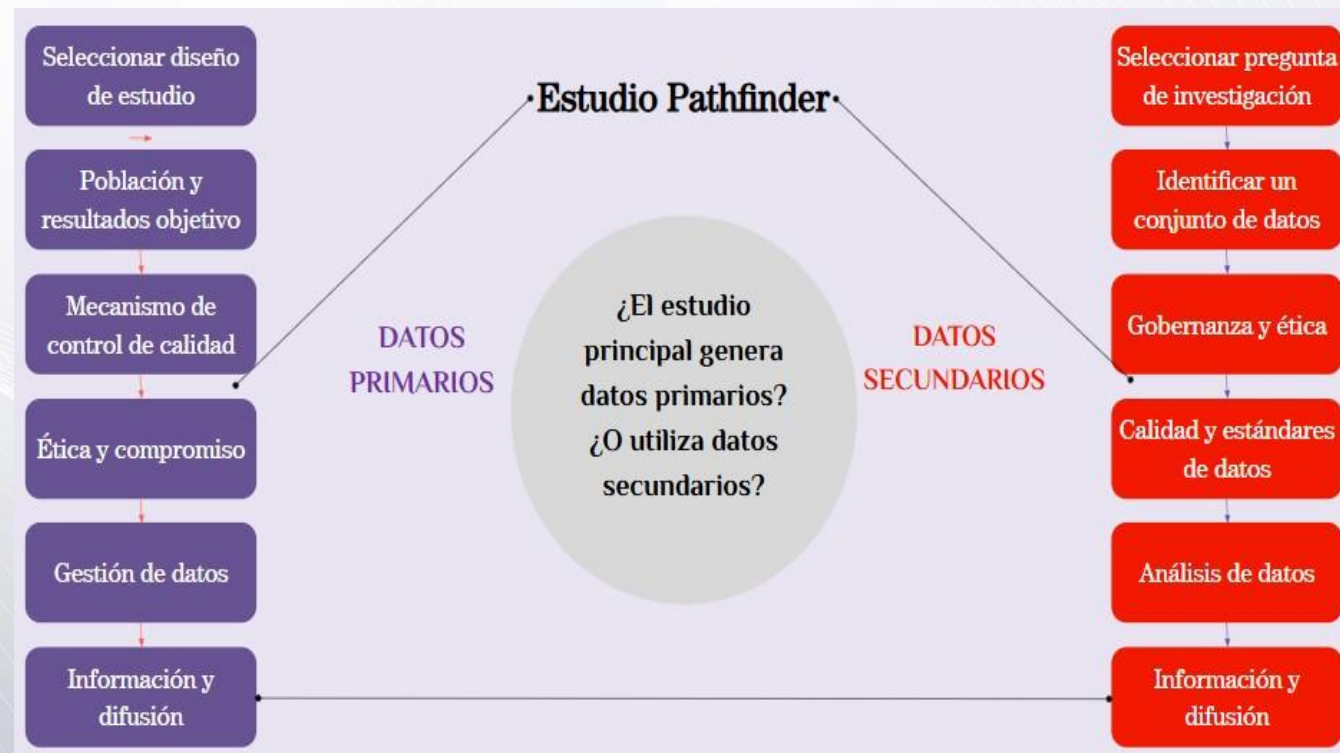 Seleccionar diseño
de estudio
Población y
resultados objetivo
Mecanismo de
control de calidad
Ética y compromiso
Gestión de datos
Información y
difusión
Estudio Pathfinder
DATOS
PRIMARIOS
¿El estudio
principal genera
datos primarios?
¿O utiliza datos
secundarios?
DATOS
SECUNDARIOS
Seleccionar pregunta
de investigación
Identificar un
conjunto de datos
Gobernanza y ética
Calidad y estándares
de datos
Análisis de datos
Información y
difusión